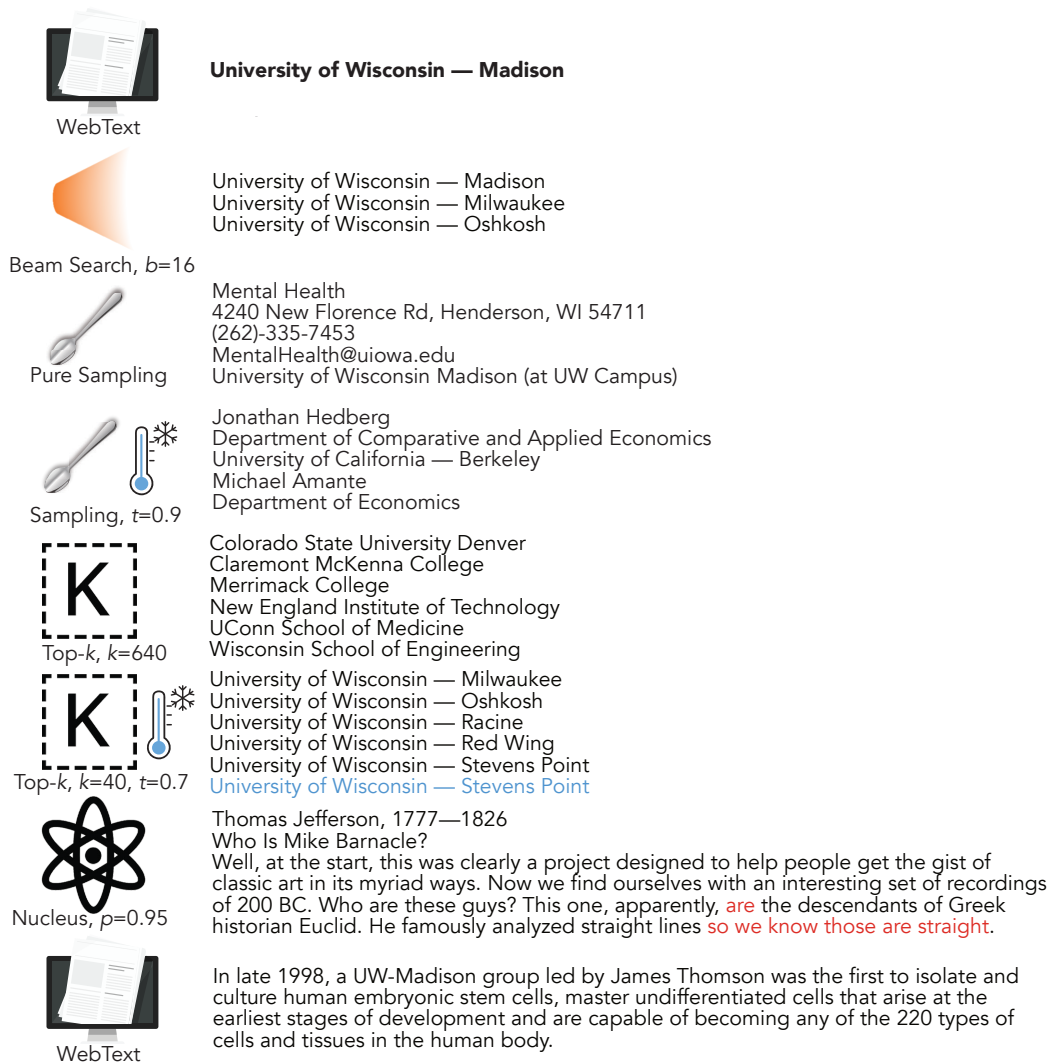 University of Wisconsin — Madison
WebText
University of Wisconsin — Madison
University of Wisconsin — Milwaukee
University of Wisconsin — Oshkosh
Beam Search, b=16
Mental Health
4240 New Florence Rd, Henderson, WI 54711
(262)-335-7453
MentalHealth@uiowa.edu
University of Wisconsin Madison (at UW Campus)
Pure Sampling
Jonathan Hedberg
Department of Comparative and Applied Economics
University of California — Berkeley
Michael Amante
Department of Economics
Sampling, t=0.9
Colorado State University Denver
Claremont McKenna College
Merrimack College
New England Institute of Technology
UConn School of Medicine
Wisconsin School of Engineering
K
Top-k, k=640
University of Wisconsin — Milwaukee
University of Wisconsin — Oshkosh
University of Wisconsin — Racine
University of Wisconsin — Red Wing
University of Wisconsin — Stevens Point
University of Wisconsin — Stevens Point
K
Top-k, k=40, t=0.7
Thomas Jefferson, 1777—1826
Who Is Mike Barnacle?
Well, at the start, this was clearly a project designed to help people get the gist of
classic art in its myriad ways. Now we find ourselves with an interesting set of recordings
of 200 BC. Who are these guys? This one, apparently, are the descendants of Greek
historian Euclid. He famously analyzed straight lines so we know those are straight.
Nucleus, p=0.95
In late 1998, a UW-Madison group led by James Thomson was the first to isolate and
culture human embryonic stem cells, master undifferentiated cells that arise at the
earliest stages of development and are capable of becoming any of the 220 types of
cells and tissues in the human body.
WebText